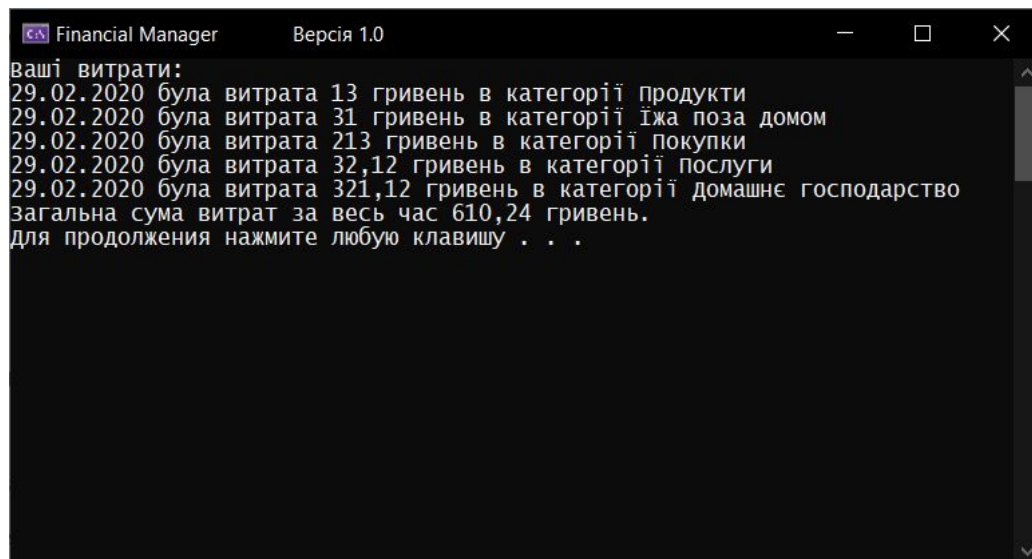 Financial Manager Версія 1.0
Ваші витрати:
29.02.2020 була витрата 13 гривень в категорії Продукти
29.02.2020 була витрата 31 гривень в категорії Їжа поза домом
29.02.2020 була витрата 213 гривень в категорії Покупки
29.02.2020 була витрата 32,12 гривень в категорії Послуги
29.02.2020 була витрата 321,12 гривень в категорії Домашнє господарство
Загальна сума витрат за весь час 610,24 гривень.
Для продолжения нажмите любую клавишу . . .